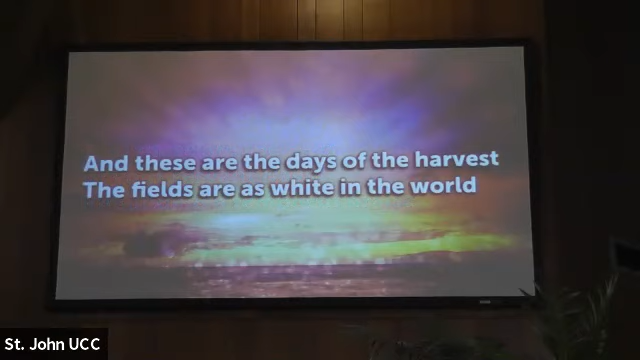 And these are the days of the harvest
The fields are as white in the world
St. John UCC